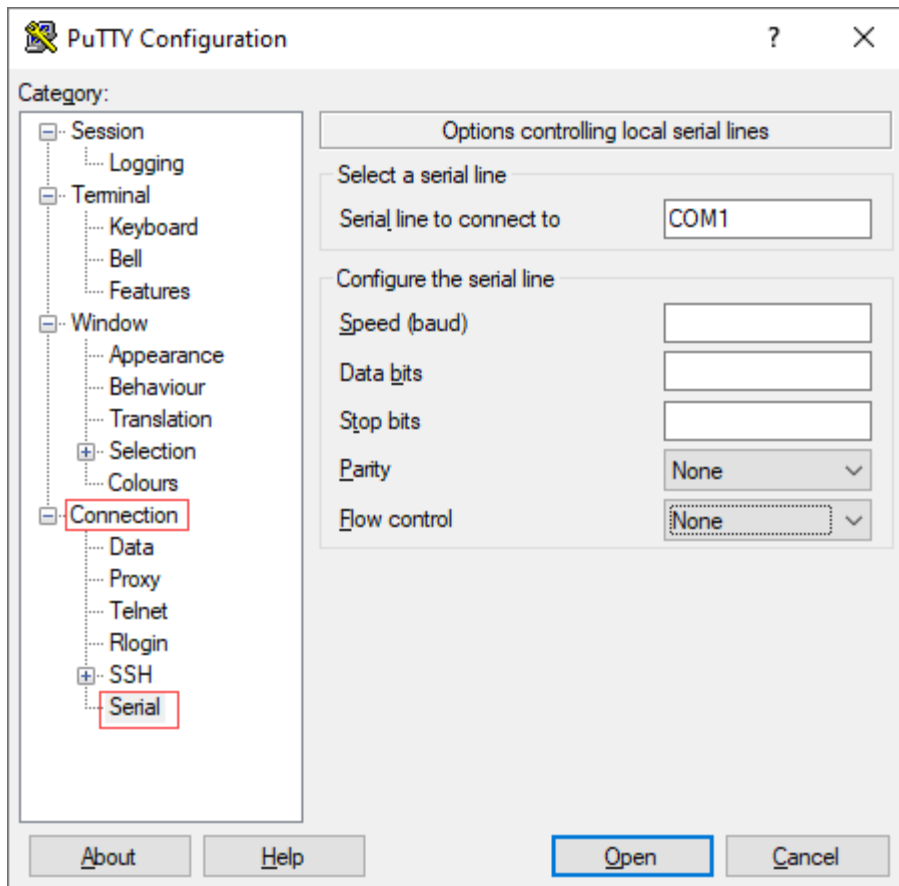 PuTTY Configuration
?
Category:
Session
Logging
Terminal
Keyboard
Bell
Features
Window
Appearance
Behaviour
Translation
Selection
Colours
Connection
Data
Proxy
Telnet
Rlogin
SSH
Serial
Options controlling local serial lines
Select a serial line
Serial line to connect to COM1
Configure the serial line
Speed (baud)
Data bits
Stop bits
Parity None
Flow control None
About Help Open Cancel